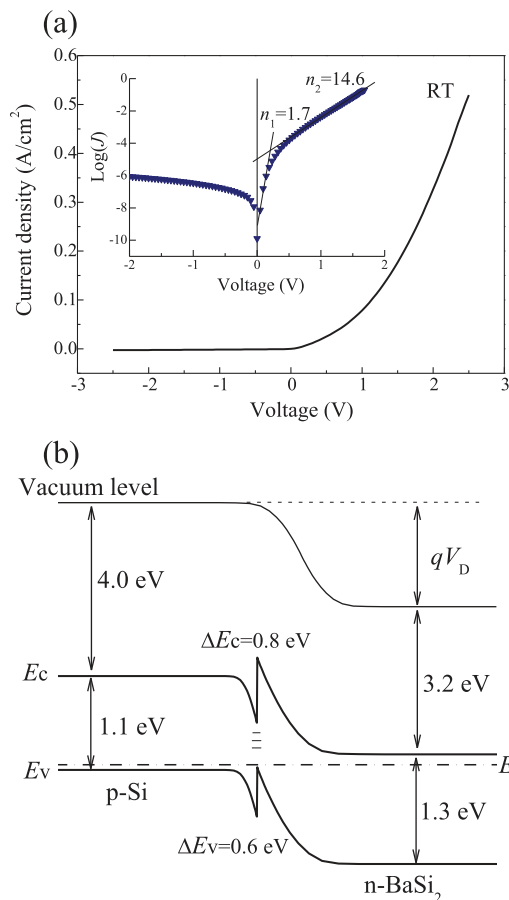 (a)
0.6
0.5
0.4
0.3
0.2
0.1
0.0
Current density (A/cm²)
-3 -2 -1 0 1 2 3
Voltage (V)
RT
0
-2
-4
-6
-8
-10
Log(J)
n₁=1.7
n₂=14.6
-2 -1 0 1 2
Voltage (V)
(b)
Vacuum level
4.0 eV
qV_D
ΔEc=0.8 eV
Ec
3.2 eV
1.1 eV
Ev
p-Si
1.3 eV
ΔEv=0.6 eV
n-BaSi₂